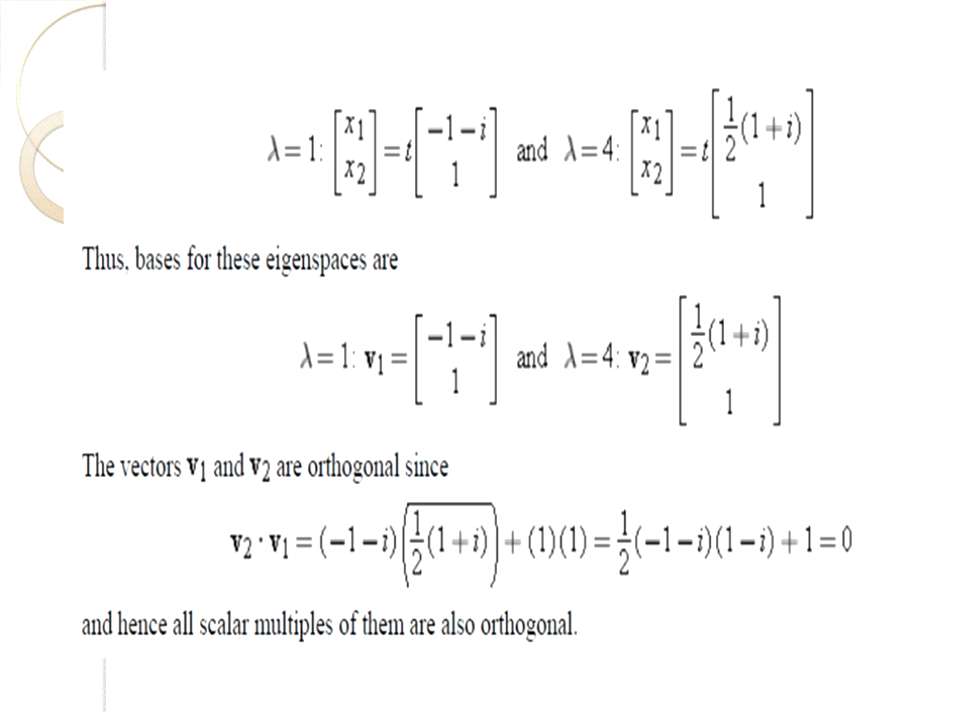 λ = 1: [x₁ x₂] = t [−1−i 1] and λ = 4: [x₁ x₂] = t [½(1+i) 1]
Thus, bases for these eigenspaces are
λ = 1: v₁ = [−1−i 1] and λ = 4: v₂ = [½(1+i) 1]
The vectors v₁ and v₂ are orthogonal since
v₂ · v₁ = (−1−i)(½(1+i)) + (1)(1) = ½(−1−i)(1−i) + 1 = 0
and hence all scalar multiples of them are also orthogonal.